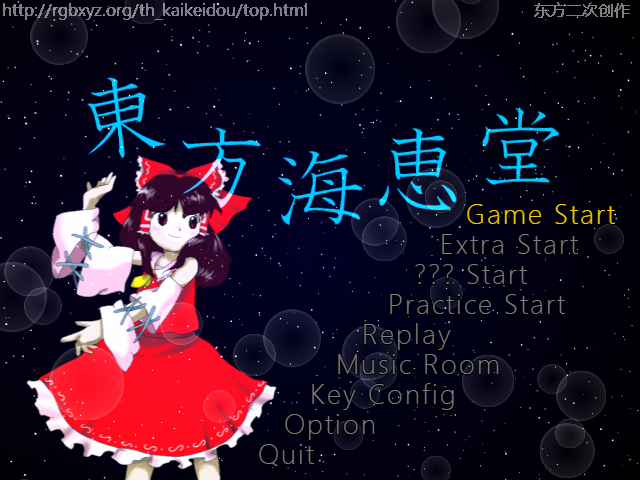 http://rgbxyz.org/th_kaikeidou/top.html
东方二次创作
東方海恵堂
Game Start
Extra Start
??? Start
Practice Start
Replay
Music Room
Key Config
Option
Quit